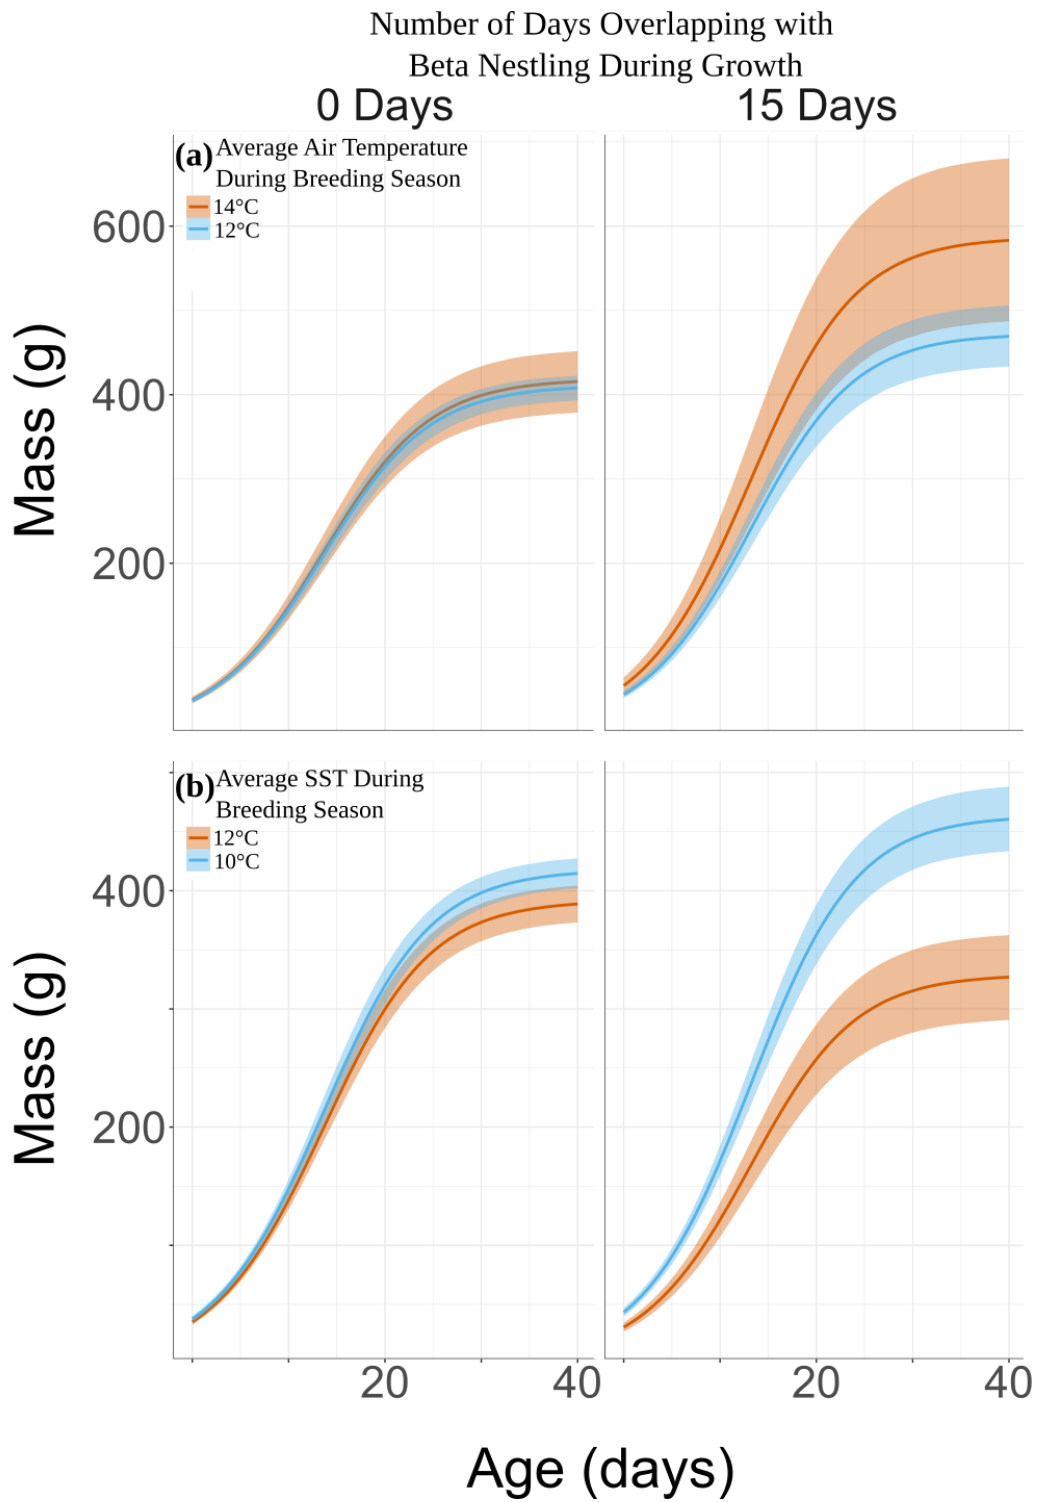 Number of Days Overlapping with
Beta Nestling During Growth
0 Days
15 Days
(a) Average Air Temperature
During Breeding Season
14°C
12°C
600
400
200
Mass (g)
(b) Average SST During
Breeding Season
12°C
10°C
400
200
Mass (g)
20
40
20
40
Age (days)